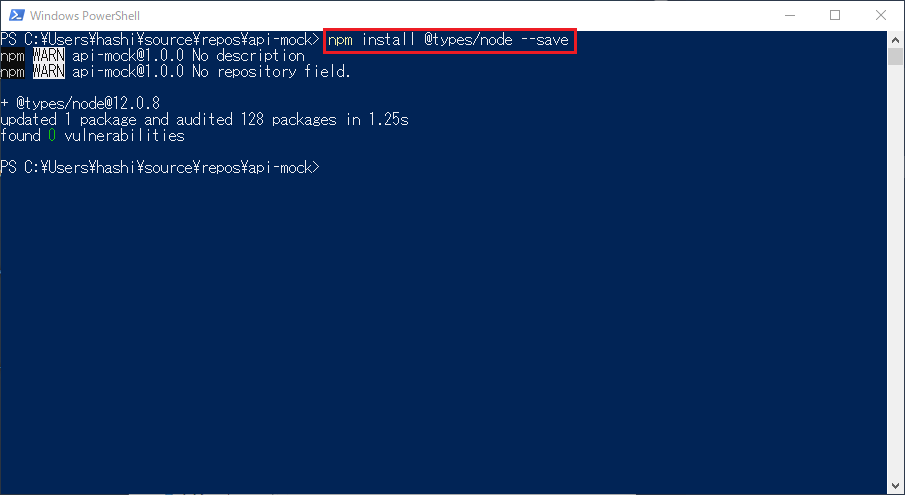 Windows PowerShell
PS C:¥Users¥hashi¥source¥repos¥api-mock> npm install @types/node --save
npm WARN api-mock@1.0.0 No description
npm WARN api-mock@1.0.0 No repository field.
+ @types/node@12.0.8
updated 1 package and audited 128 packages in 1.25s
found 0 vulnerabilities
PS C:¥Users¥hashi¥source¥repos¥api-mock>